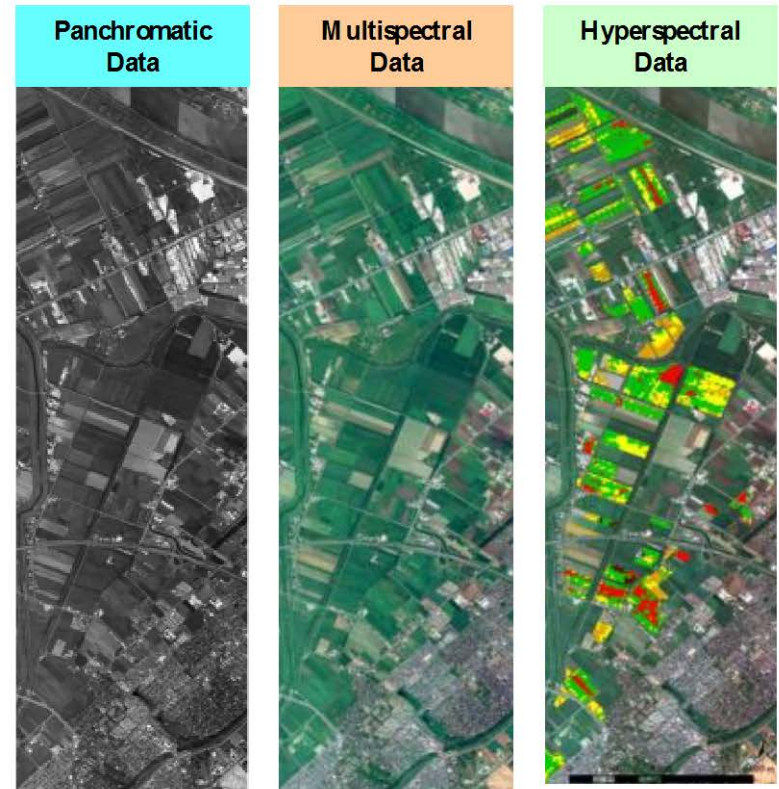 Panchromatic
Data
Multispectral
Data
Hyperspectral
Data